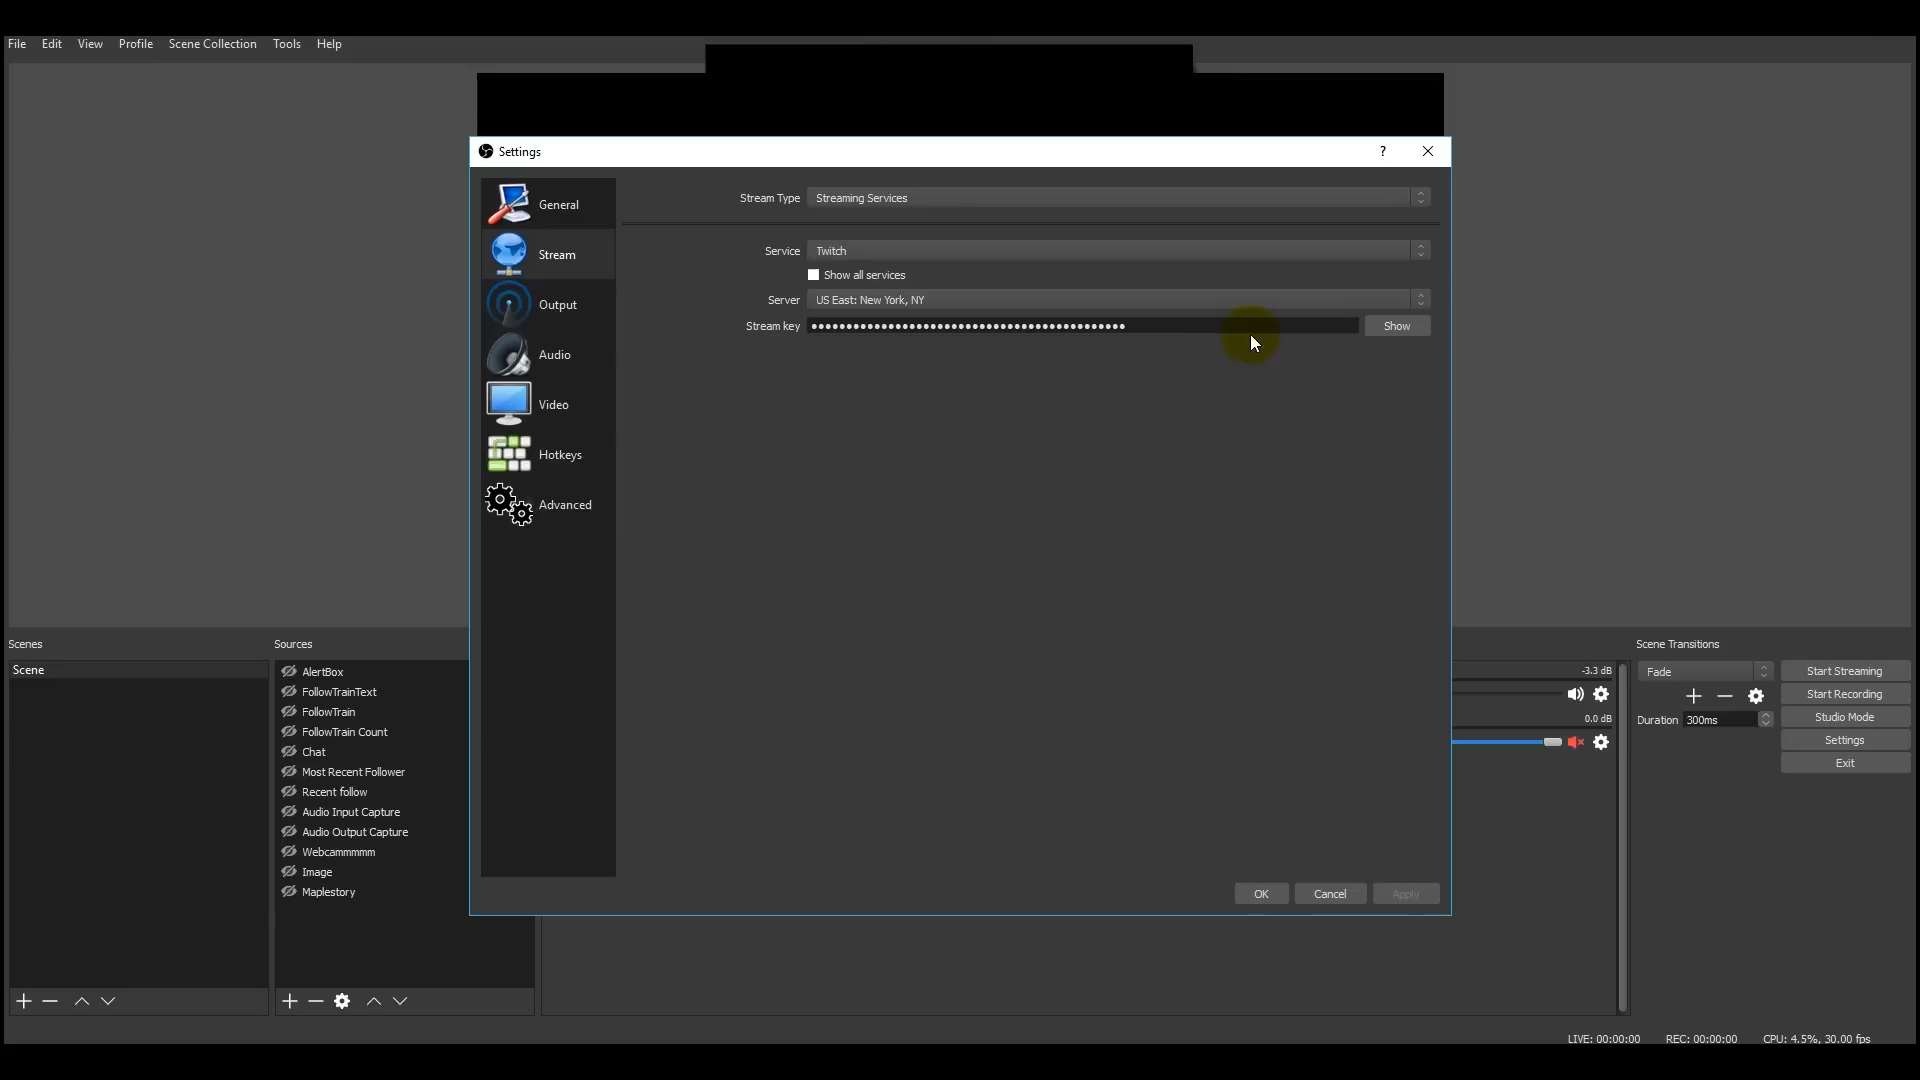 File Edit View Profile Scene Collection Tools Help
Settings ?
General
Stream
Output
Audio
Video
Hotkeys
Advanced
Stream Type Streaming Services
Service Twitch
Show all services
Server US East: New York, NY
Stream key ●●●●●●●●●●●●●●●●●●●●●●●●●●●●●●●●●●●●●●●●●●●●● Show
OK Cancel Apply
Scenes
Scene
Sources
AlertBox
FollowTrainText
FollowTrain
FollowTrain Count
Chat
Most Recent Follower
Recent follow
Audio Input Capture
Audio Output Capture
Webcammmmm
Image
Maplestory
-3.3 dB
0.0 dB
Scene Transitions
Fade
Duration 300ms
Start Streaming
Start Recording
Studio Mode
Settings
Exit
LIVE: 00:00:00 REC: 00:00:00 CPU: 4.5%, 30.00 fps